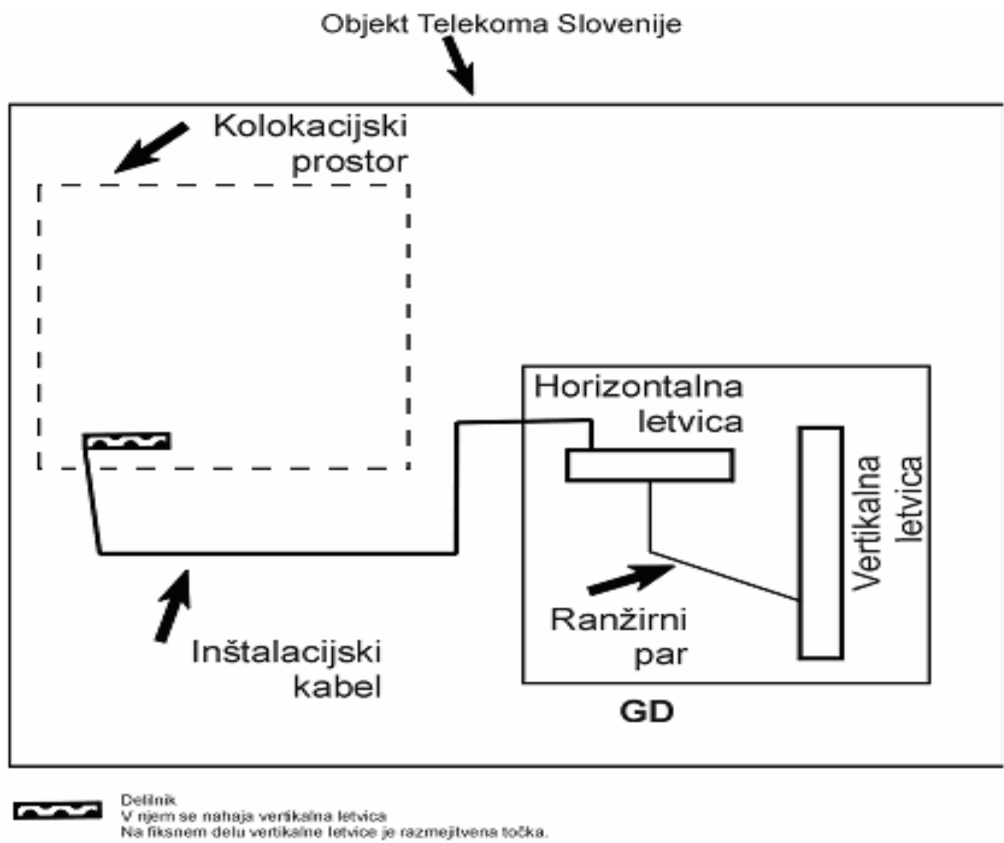 Objekt Telekoma Slovenije
Kolokacijski
prostor
Horizontalna
letvica
Vertikalna
letvica
Ranžirni
par
Inštalacijski
kabel
GD
Delilnik
V njem se nahaja vertikalna letvica
Na fiksnem delu vertikalne letvice je razmejitvena točka.